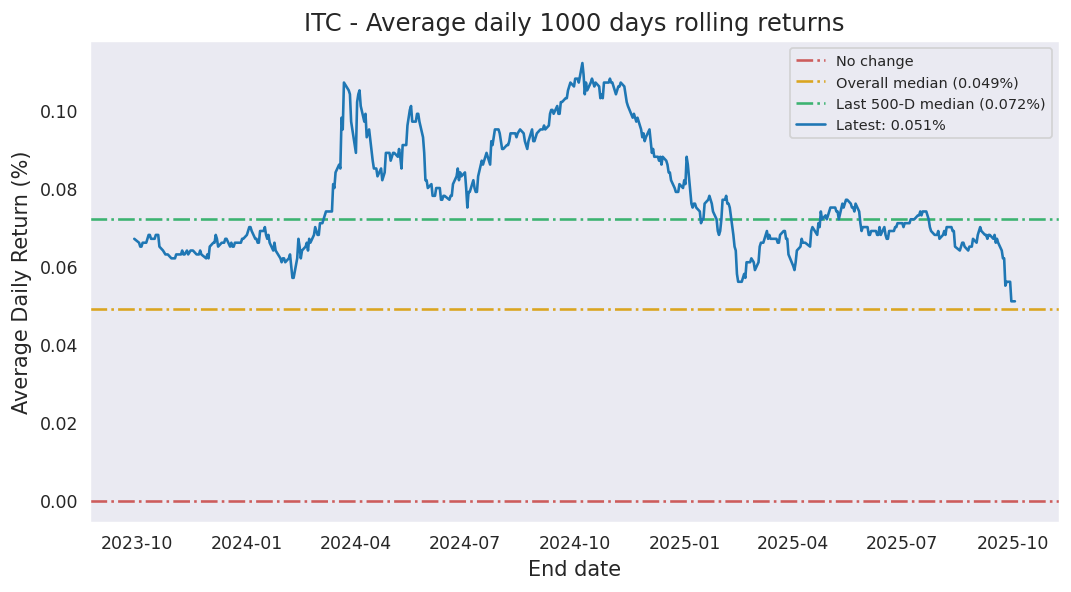 ITC - Average daily 1000 days rolling returns
No change
Overall median (0.049%)
Last 500-D median (0.072%)
Latest: 0.051%
Average Daily Return (%)
0.10
0.08
0.06
0.04
0.02
0.00
2023-10 2024-01 2024-04 2024-07 2024-10 2025-01 2025-04 2025-07 2025-10
End date